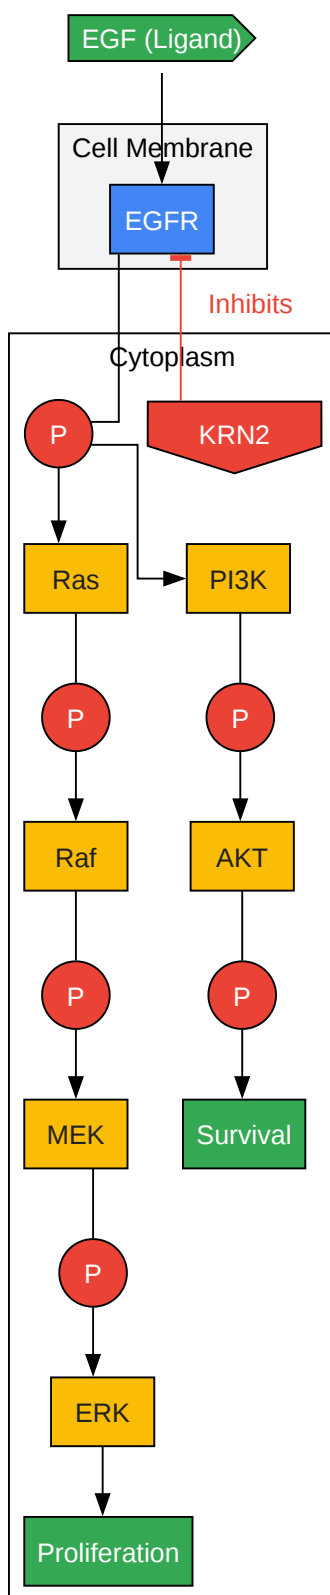 EGF (Ligand)
Cell Membrane
EGFR
Inhibits
Cytoplasm
P
KRN2
Ras
PI3K
P
P
Raf
AKT
P
P
MEK
Survival
P
ERK
Proliferation